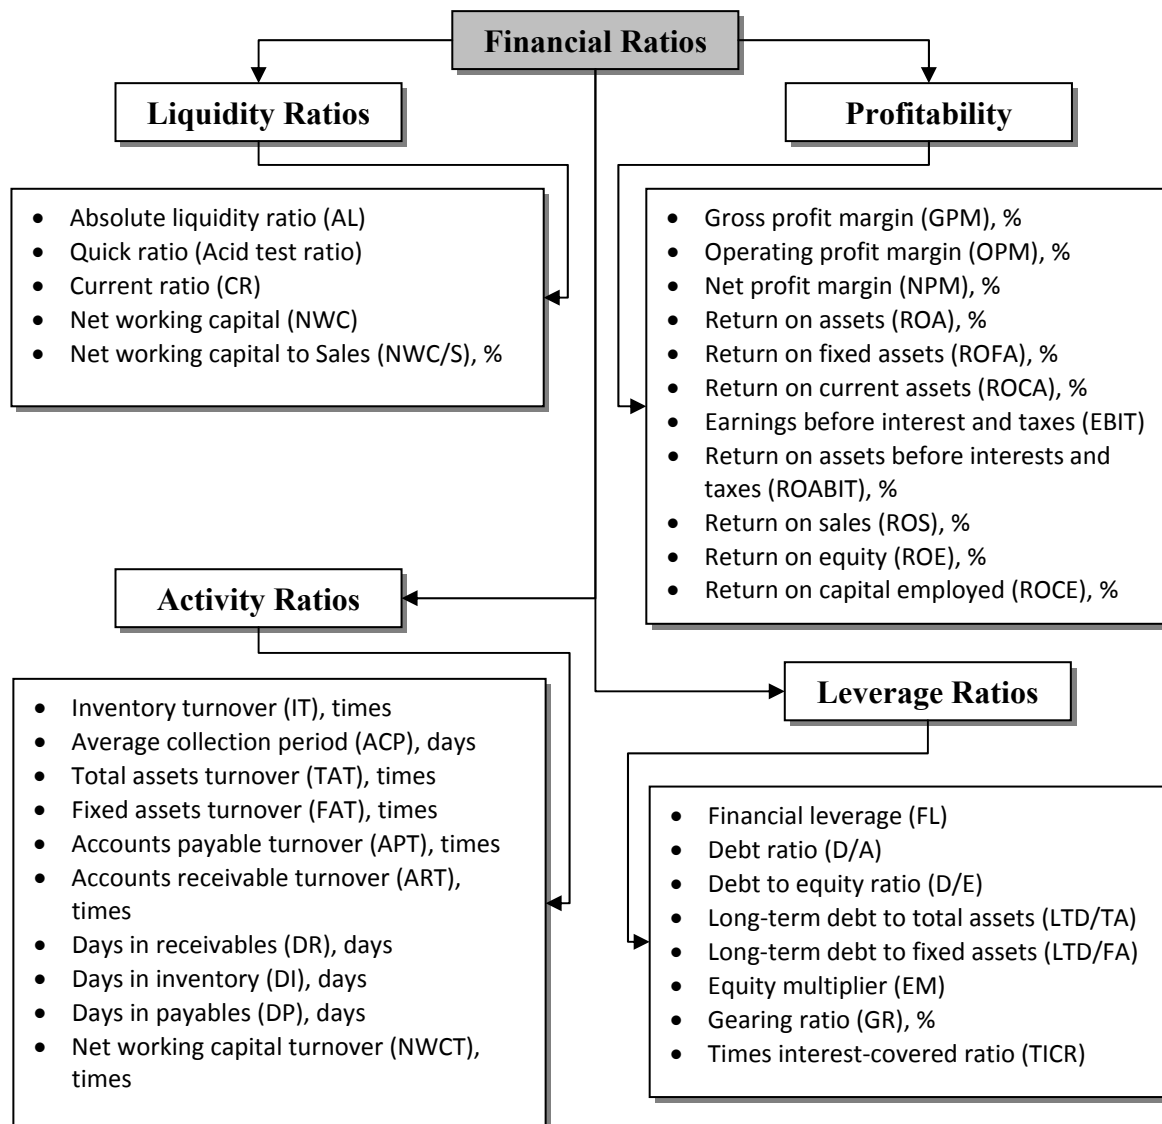 Financial Ratios
Liquidity Ratios
Profitability
• Absolute liquidity ratio (AL)
• Quick ratio (Acid test ratio)
• Current ratio (CR)
• Net working capital (NWC)
• Net working capital to Sales (NWC/S), %
• Gross profit margin (GPM), %
• Operating profit margin (OPM), %
• Net profit margin (NPM), %
• Return on assets (ROA), %
• Return on fixed assets (ROFA), %
• Return on current assets (ROCA), %
• Earnings before interest and taxes (EBIT)
• Return on assets before interests and
taxes (ROABIT), %
• Return on sales (ROS), %
• Return on equity (ROE), %
• Return on capital employed (ROCE), %
Activity Ratios
Leverage Ratios
• Inventory turnover (IT), times
• Average collection period (ACP), days
• Total assets turnover (TAT), times
• Fixed assets turnover (FAT), times
• Accounts payable turnover (APT), times
• Accounts receivable turnover (ART),
times
• Days in receivables (DR), days
• Days in inventory (DI), days
• Days in payables (DP), days
• Net working capital turnover (NWCT),
times
• Financial leverage (FL)
• Debt ratio (D/A)
• Debt to equity ratio (D/E)
• Long-term debt to total assets (LTD/TA)
• Long-term debt to fixed assets (LTD/FA)
• Equity multiplier (EM)
• Gearing ratio (GR), %
• Times interest-covered ratio (TICR)